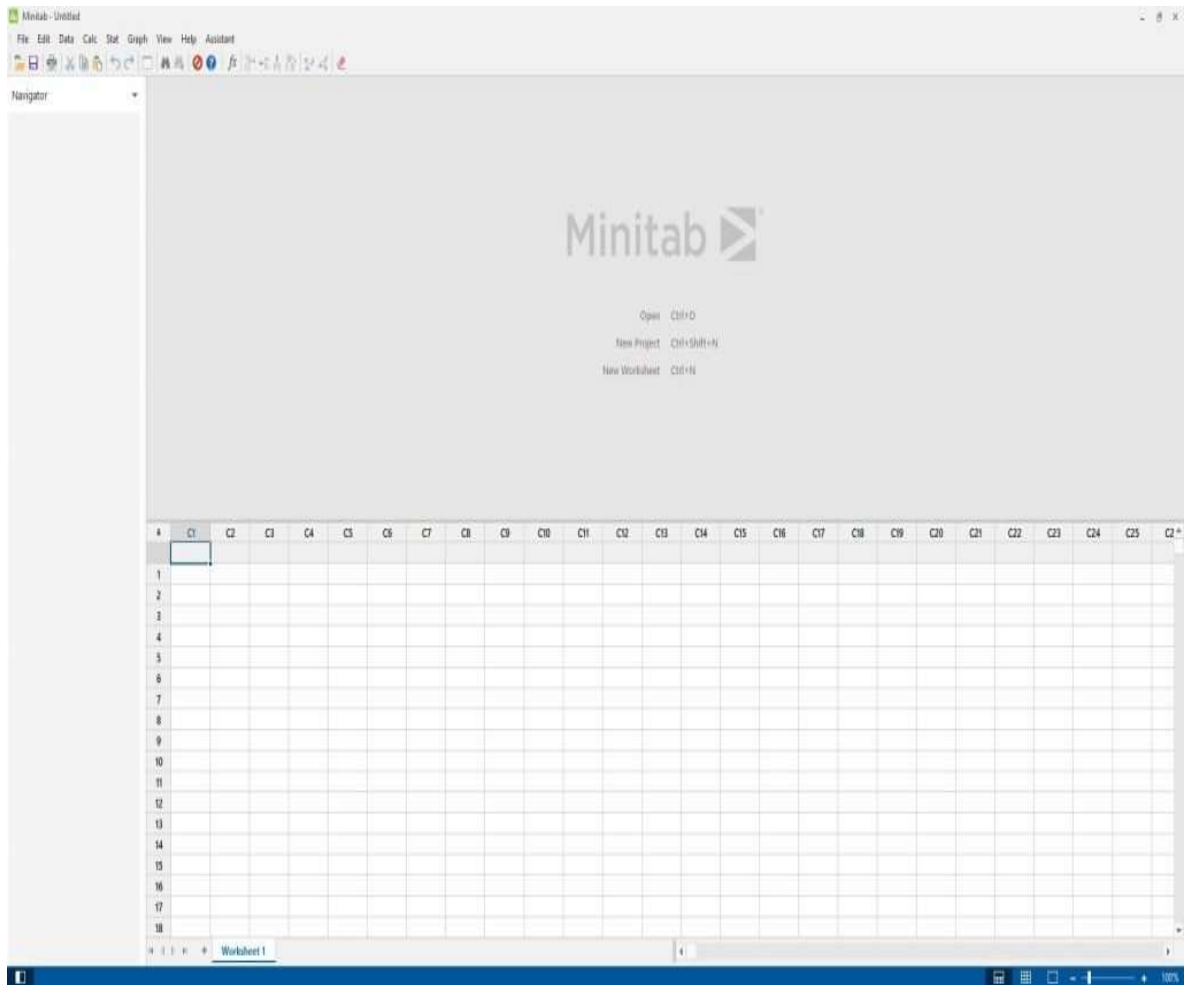 Minitab - Untitled
File Edit Data Calc Stat Graph View Help Assistant
fx
Navigator
Minitab
Open Ctrl+O
New Project Ctrl+Shift+N
New Worksheet Ctrl+N
C1 C2 C3 C4 C5 C6 C7 C8 C9 C10 C11 C12 C13 C14 C15 C16 C17 C18 C19 C20 C21 C22 C23 C24 C25 C2
1
2
3
4
5
6
7
8
9
10
11
12
13
14
15
16
17
18
Worksheet 1
100%